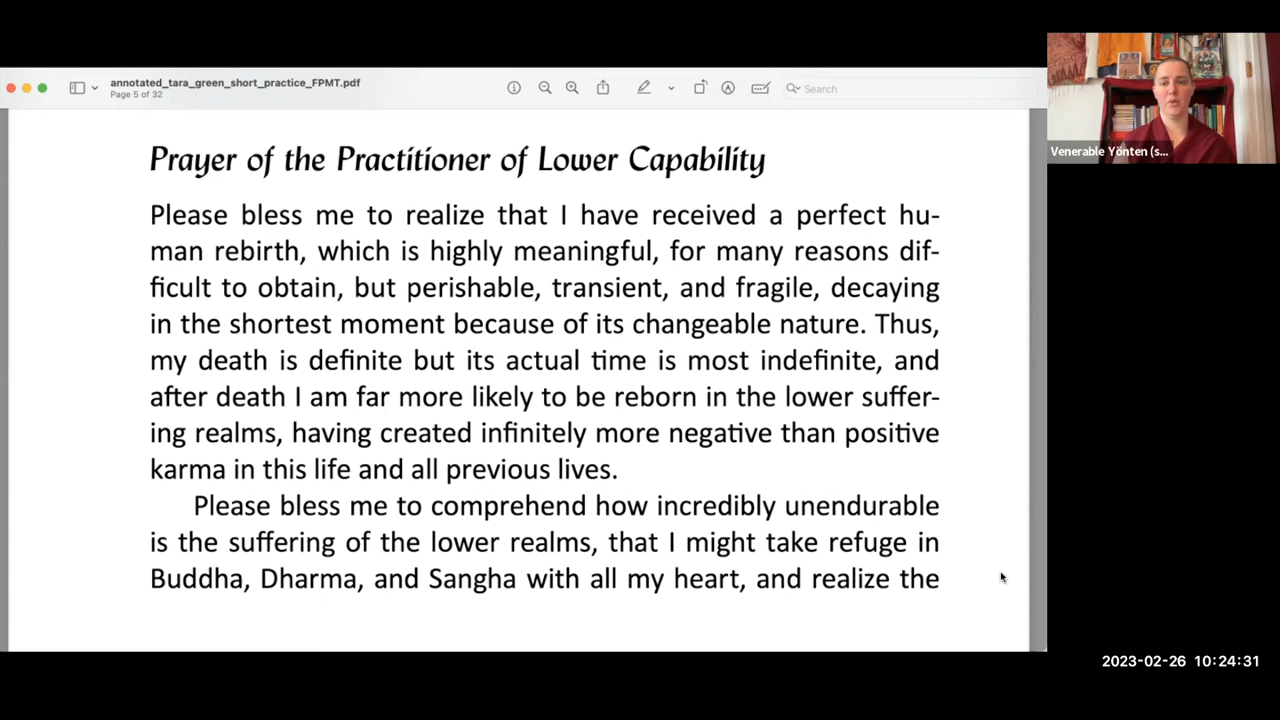 annotated_tara_green_short_practice_FPMT.pdf
Page 5 of 32
Search
Venerable Yönten (s...
Prayer of the Practitioner of Lower Capability
Please bless me to realize that I have received a perfect hu-
man rebirth, which is highly meaningful, for many reasons dif-
ficult to obtain, but perishable, transient, and fragile, decaying
in the shortest moment because of its changeable nature. Thus,
my death is definite but its actual time is most indefinite, and
after death I am far more likely to be reborn in the lower suffer-
ing realms, having created infinitely more negative than positive
karma in this life and all previous lives.
Please bless me to comprehend how incredibly unendurable
is the suffering of the lower realms, that I might take refuge in
Buddha, Dharma, and Sangha with all my heart, and realize the
2023-02-26 10:24:31